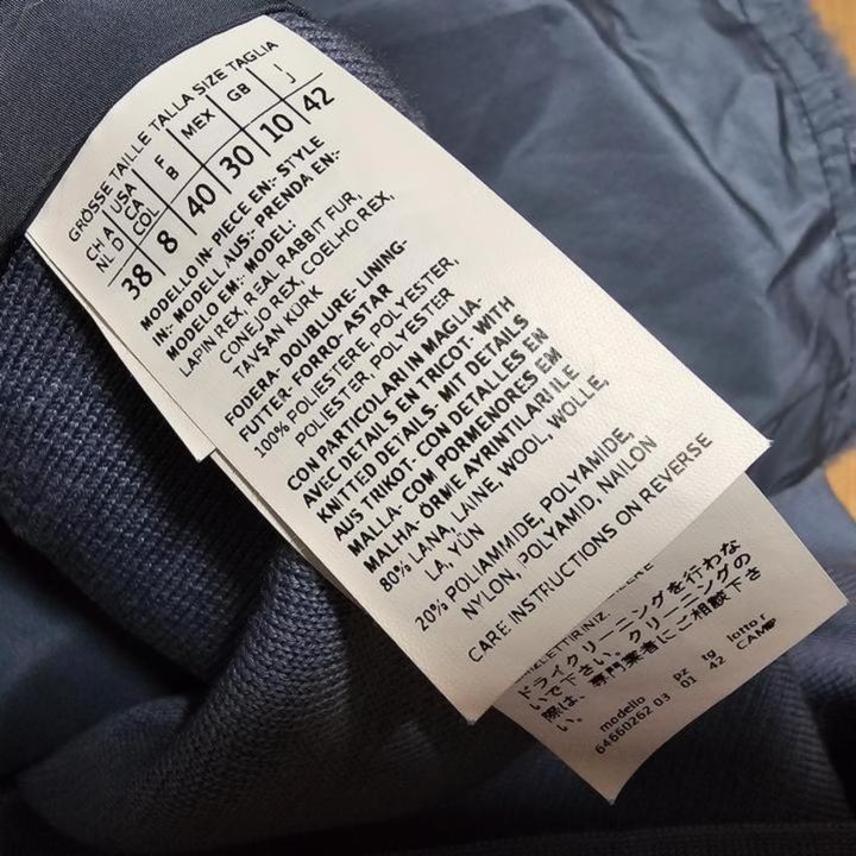 GRÖSSE TAILLE TALLA SIZE TAGLIA
CH A
NL D
USA
CA
COL
F
B
MEX
GB
J
38 8 40 30 10 42
MODELLO IN- PIECE EN:- STYLE
IN:- MODELL AUS:- PRENDA EN:-
MODELO EM:- MODEL:
LAPIN REX, REAL RABBIT FUR,
CONEJO REX, COELHO REX,
TAVŞAN KÜRK
FODERA- DOUBLURE- LINING-
FUTTER- FORRO- ASTAR
100% POLIESTERE, POLYESTER,
POLIESTER, POLYESTER
CON PARTICOLARI IN MAGLIA-
AVEC DETAILS EN TRICOT- WITH
KNITTED DETAILS- MIT DETAILS
AUS TRIKOT- CON DETALLES EN
MALLA- COM PORMENORES EM
MALHA- ÖRME AYRINTILARI ILE
80% LANA, LAINE, WOOL, WOLLE,
LA, YÜN
20% POLIAMMIDE, POLYAMIDE,
NYLON, POLYAMID, NAILON
CARE INSTRUCTIONS ON REVERSE
ドライクリーニングを行わな
いで下さい。クリーニングの
際は、専門業者にご相談下さ
い。
modello pz tg lotto r
64660262 03 01 42 CAMP